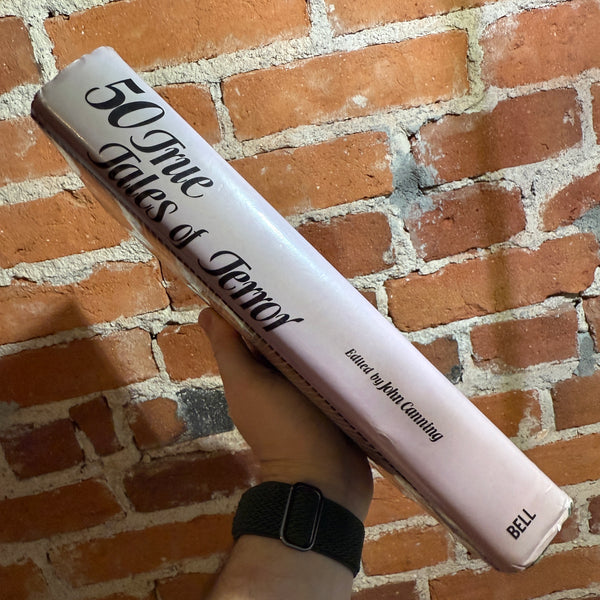 50 True
Tales of Terror
Edited by John Canning
BELL